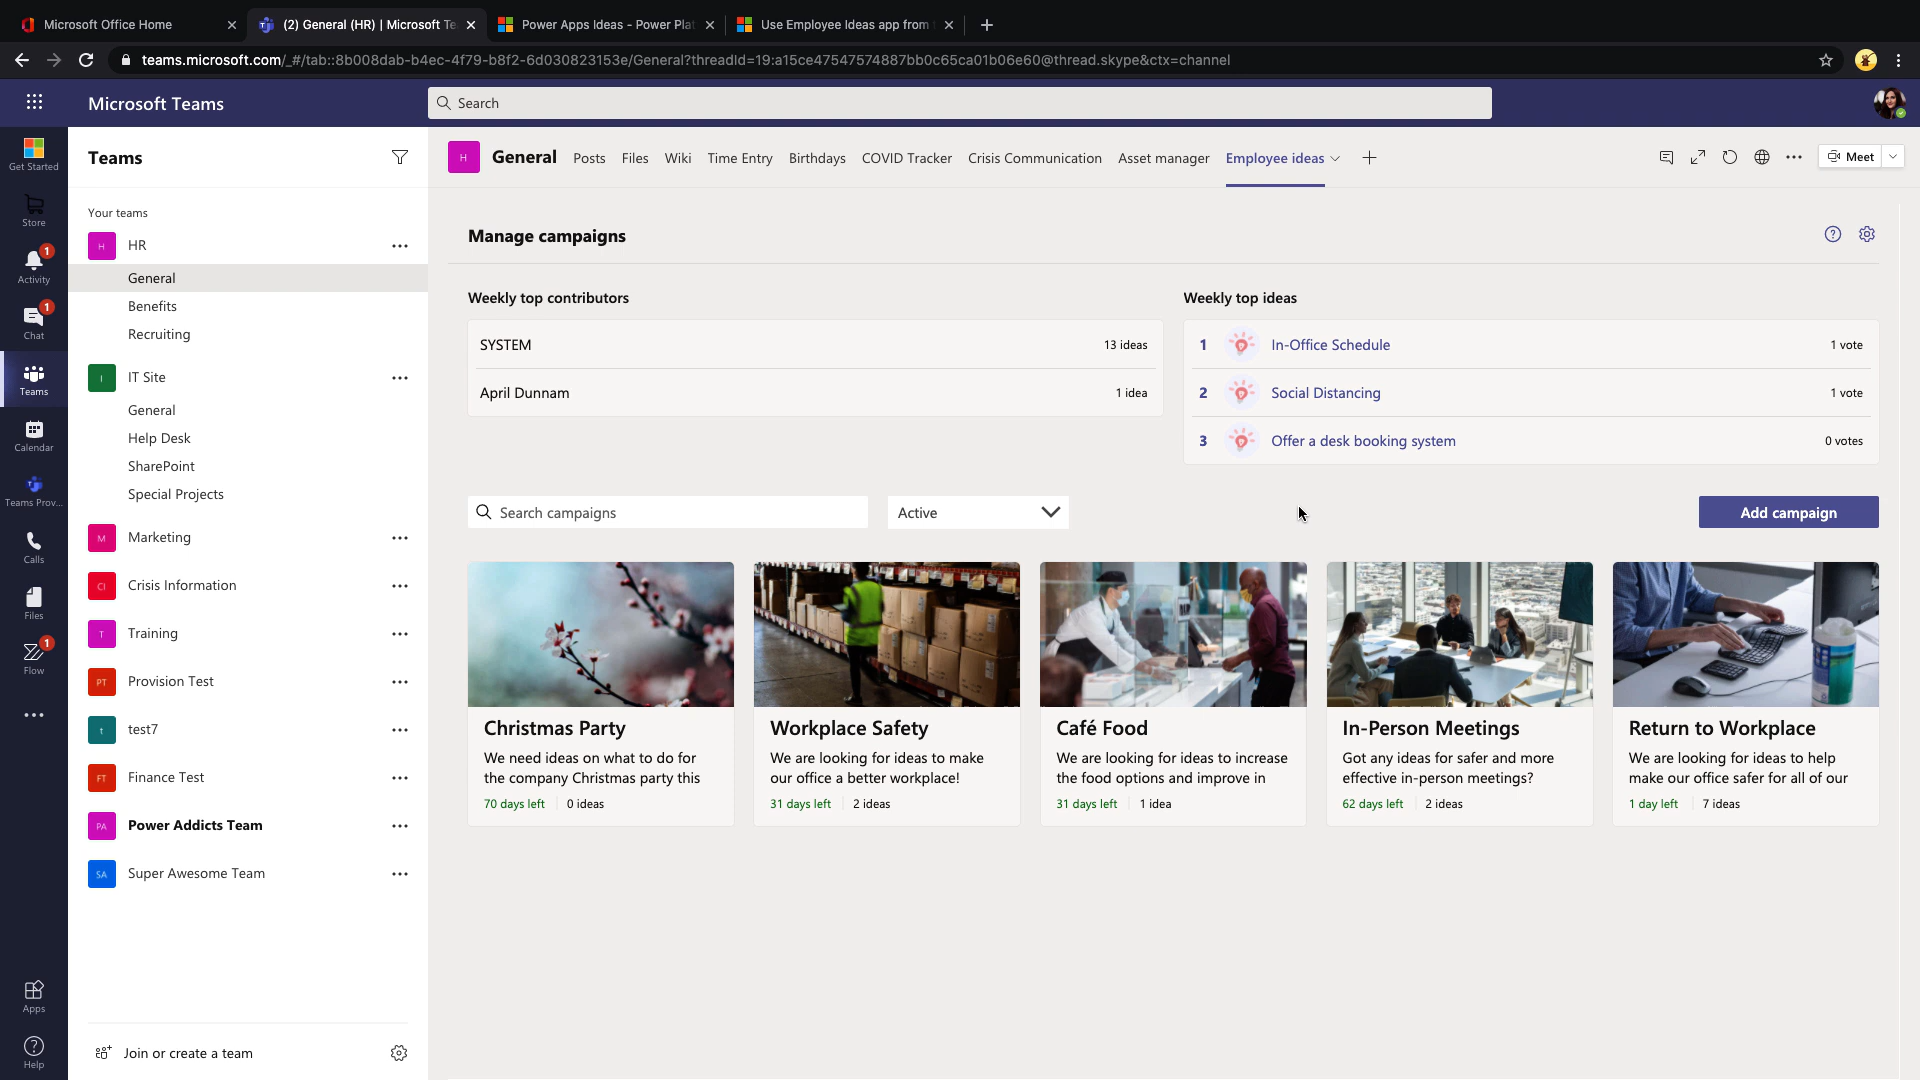 Microsoft Office Home
(2) General (HR) | Microsoft Te
Power Apps Ideas - Power Plat
Use Employee Ideas app from
teams.microsoft.com/_#/tab::8b008dab-b4ec-4f79-b8f2-6d030823153e/General?threadId=19:a15ce47547574887bb0c65ca01b06e60@thread.skype&ctx=channel
Microsoft Teams
Search
Get Started
Store
1
Activity
1
Chat
Teams
Calendar
Teams Prov...
Calls
Files
1
Flow
Apps
Help
Teams
Your teams
H HR
General
Benefits
Recruiting
I IT Site
General
Help Desk
SharePoint
Special Projects
M Marketing
CI Crisis Information
T Training
PT Provision Test
t test7
FT Finance Test
PA Power Addicts Team
SA Super Awesome Team
Join or create a team
H General Posts Files Wiki Time Entry Birthdays COVID Tracker Crisis Communication Asset manager Employee ideas
Meet
Manage campaigns
Weekly top contributors
SYSTEM 13 ideas
April Dunnam 1 idea
Weekly top ideas
1 In-Office Schedule 1 vote
2 Social Distancing 1 vote
3 Offer a desk booking system 0 votes
Search campaigns
Active
Add campaign
Christmas Party
We need ideas on what to do for
the company Christmas party this
70 days left 0 ideas
Workplace Safety
We are looking for ideas to make
our office a better workplace!
31 days left 2 ideas
Café Food
We are looking for ideas to increase
the food options and improve in
31 days left 1 idea
In-Person Meetings
Got any ideas for safer and more
effective in-person meetings?
62 days left 2 ideas
Return to Workplace
We are looking for ideas to help
make our office safer for all of our
1 day left 7 ideas